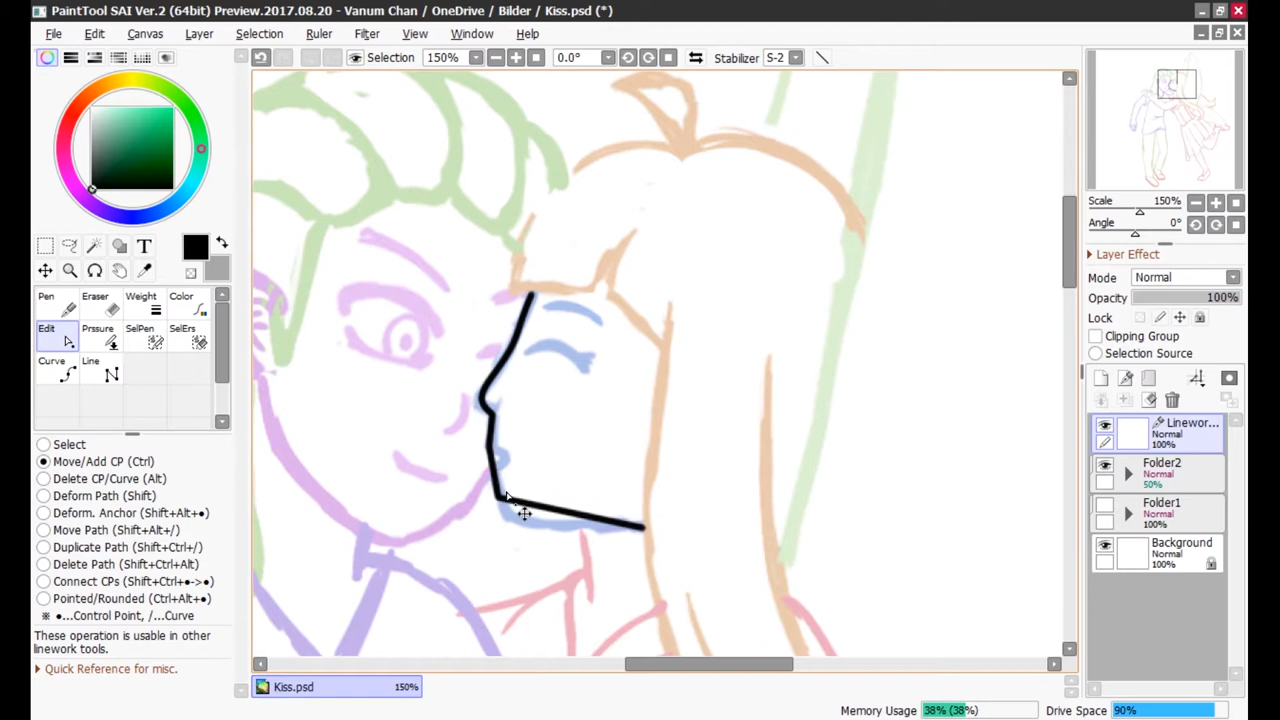 PaintTool SAI Ver.2 (64bit) Preview.2017.08.20 - Vanum Chan / OneDrive / Bilder / Kiss.psd (*)
File Edit Canvas Layer Selection Ruler Filter View Window Help
Selection 150% 0.0° Stabilizer S-2
T
Pen Eraser Weight Color
Edit Prssure SelPen SelErs
Curve Line
Select
Move/Add CP (Ctrl)
Delete CP/Curve (Alt)
Deform Path (Shift)
Deform. Anchor (Shift+Alt+●)
Move Path (Shift+Alt+/)
Duplicate Path (Shift+Ctrl+/)
Delete Path (Shift+Ctrl+Alt)
Connect CPs (Shift+Ctrl+●->●)
Pointed/Rounded (Ctrl+Alt+●)
※ ●...Control Point, /...Curve
These operation is usable in other
linework tools.
Quick Reference for misc.
Kiss.psd 150%
Scale 150%
Angle 0°
Layer Effect
Mode Normal
Opacity 100%
Lock
Clipping Group
Selection Source
Linewor...
Normal
100%
Folder2
Normal
50%
Folder1
Normal
100%
Background
Normal
100%
Memory Usage 38% (38%) Drive Space 90%